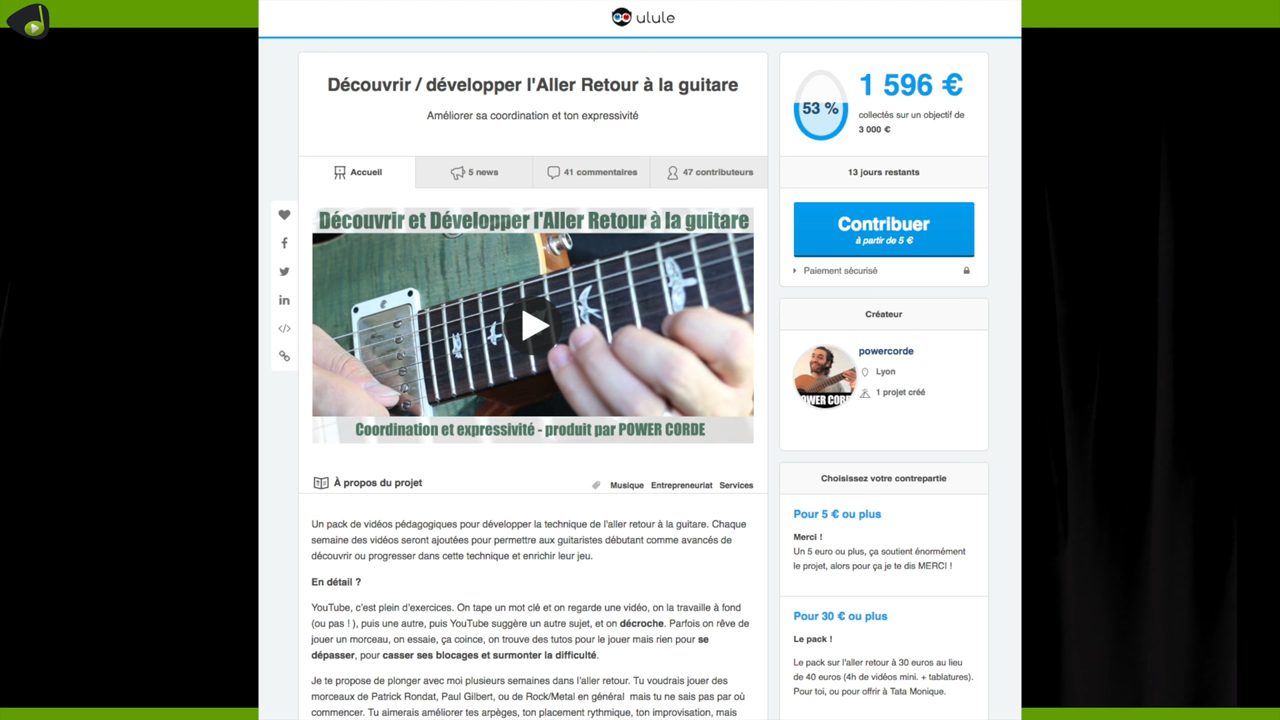 ulule
Découvrir / développer l'Aller Retour à la guitare
Améliorer sa coordination et ton expressivité
Accueil
5 news
41 commentaires
47 contributeurs
Découvrir et Développer l'Aller Retour à la guitare
Coordination et expressivité - produit par POWER CORDE
À propos du projet
Musique Entrepreneuriat Services
Un pack de vidéos pédagogiques pour développer la technique de l'aller retour à la guitare. Chaque
semaine des vidéos seront ajoutées pour permettre aux guitaristes débutant comme avancés de
découvrir ou progresser dans cette technique et enrichir leur jeu.
En détail ?
YouTube, c'est plein d'exercices. On tape un mot clé et on regarde une vidéo, on la travaille à fond
(ou pas ! ), puis une autre, puis YouTube suggère un autre sujet, et on décroche. Parfois on rêve de
jouer un morceau, on essaie, ça coince, on trouve des tutos pour le jouer mais rien pour se
dépasser, pour casser ses blocages et surmonter la difficulté.
Je te propose de plonger avec moi plusieurs semaines dans l'aller retour. Tu voudrais jouer des
morceaux de Patrick Rondat, Paul Gilbert, ou de Rock/Metal en général mais tu ne sais pas par où
commencer. Tu aimerais améliorer tes arpèges, ton placement rythmique, ton improvisation, mais
53 %
1 596 €
collectés sur un objectif de
3 000 €
13 jours restants
Contribuer
à partir de 5 €
Paiement sécurisé
Créateur
powercorde
Lyon
1 projet créé
POWER CORDE
Choisissez votre contrepartie
Pour 5 € ou plus
Merci !
Un 5 euro ou plus, ça soutient énormément
le projet, alors pour ça je te dis MERCI !
Pour 30 € ou plus
Le pack !
Le pack sur l'aller retour à 30 euros au lieu
de 40 euros (4h de vidéos mini. + tablatures).
Pour toi, ou pour offrir à Tata Monique.